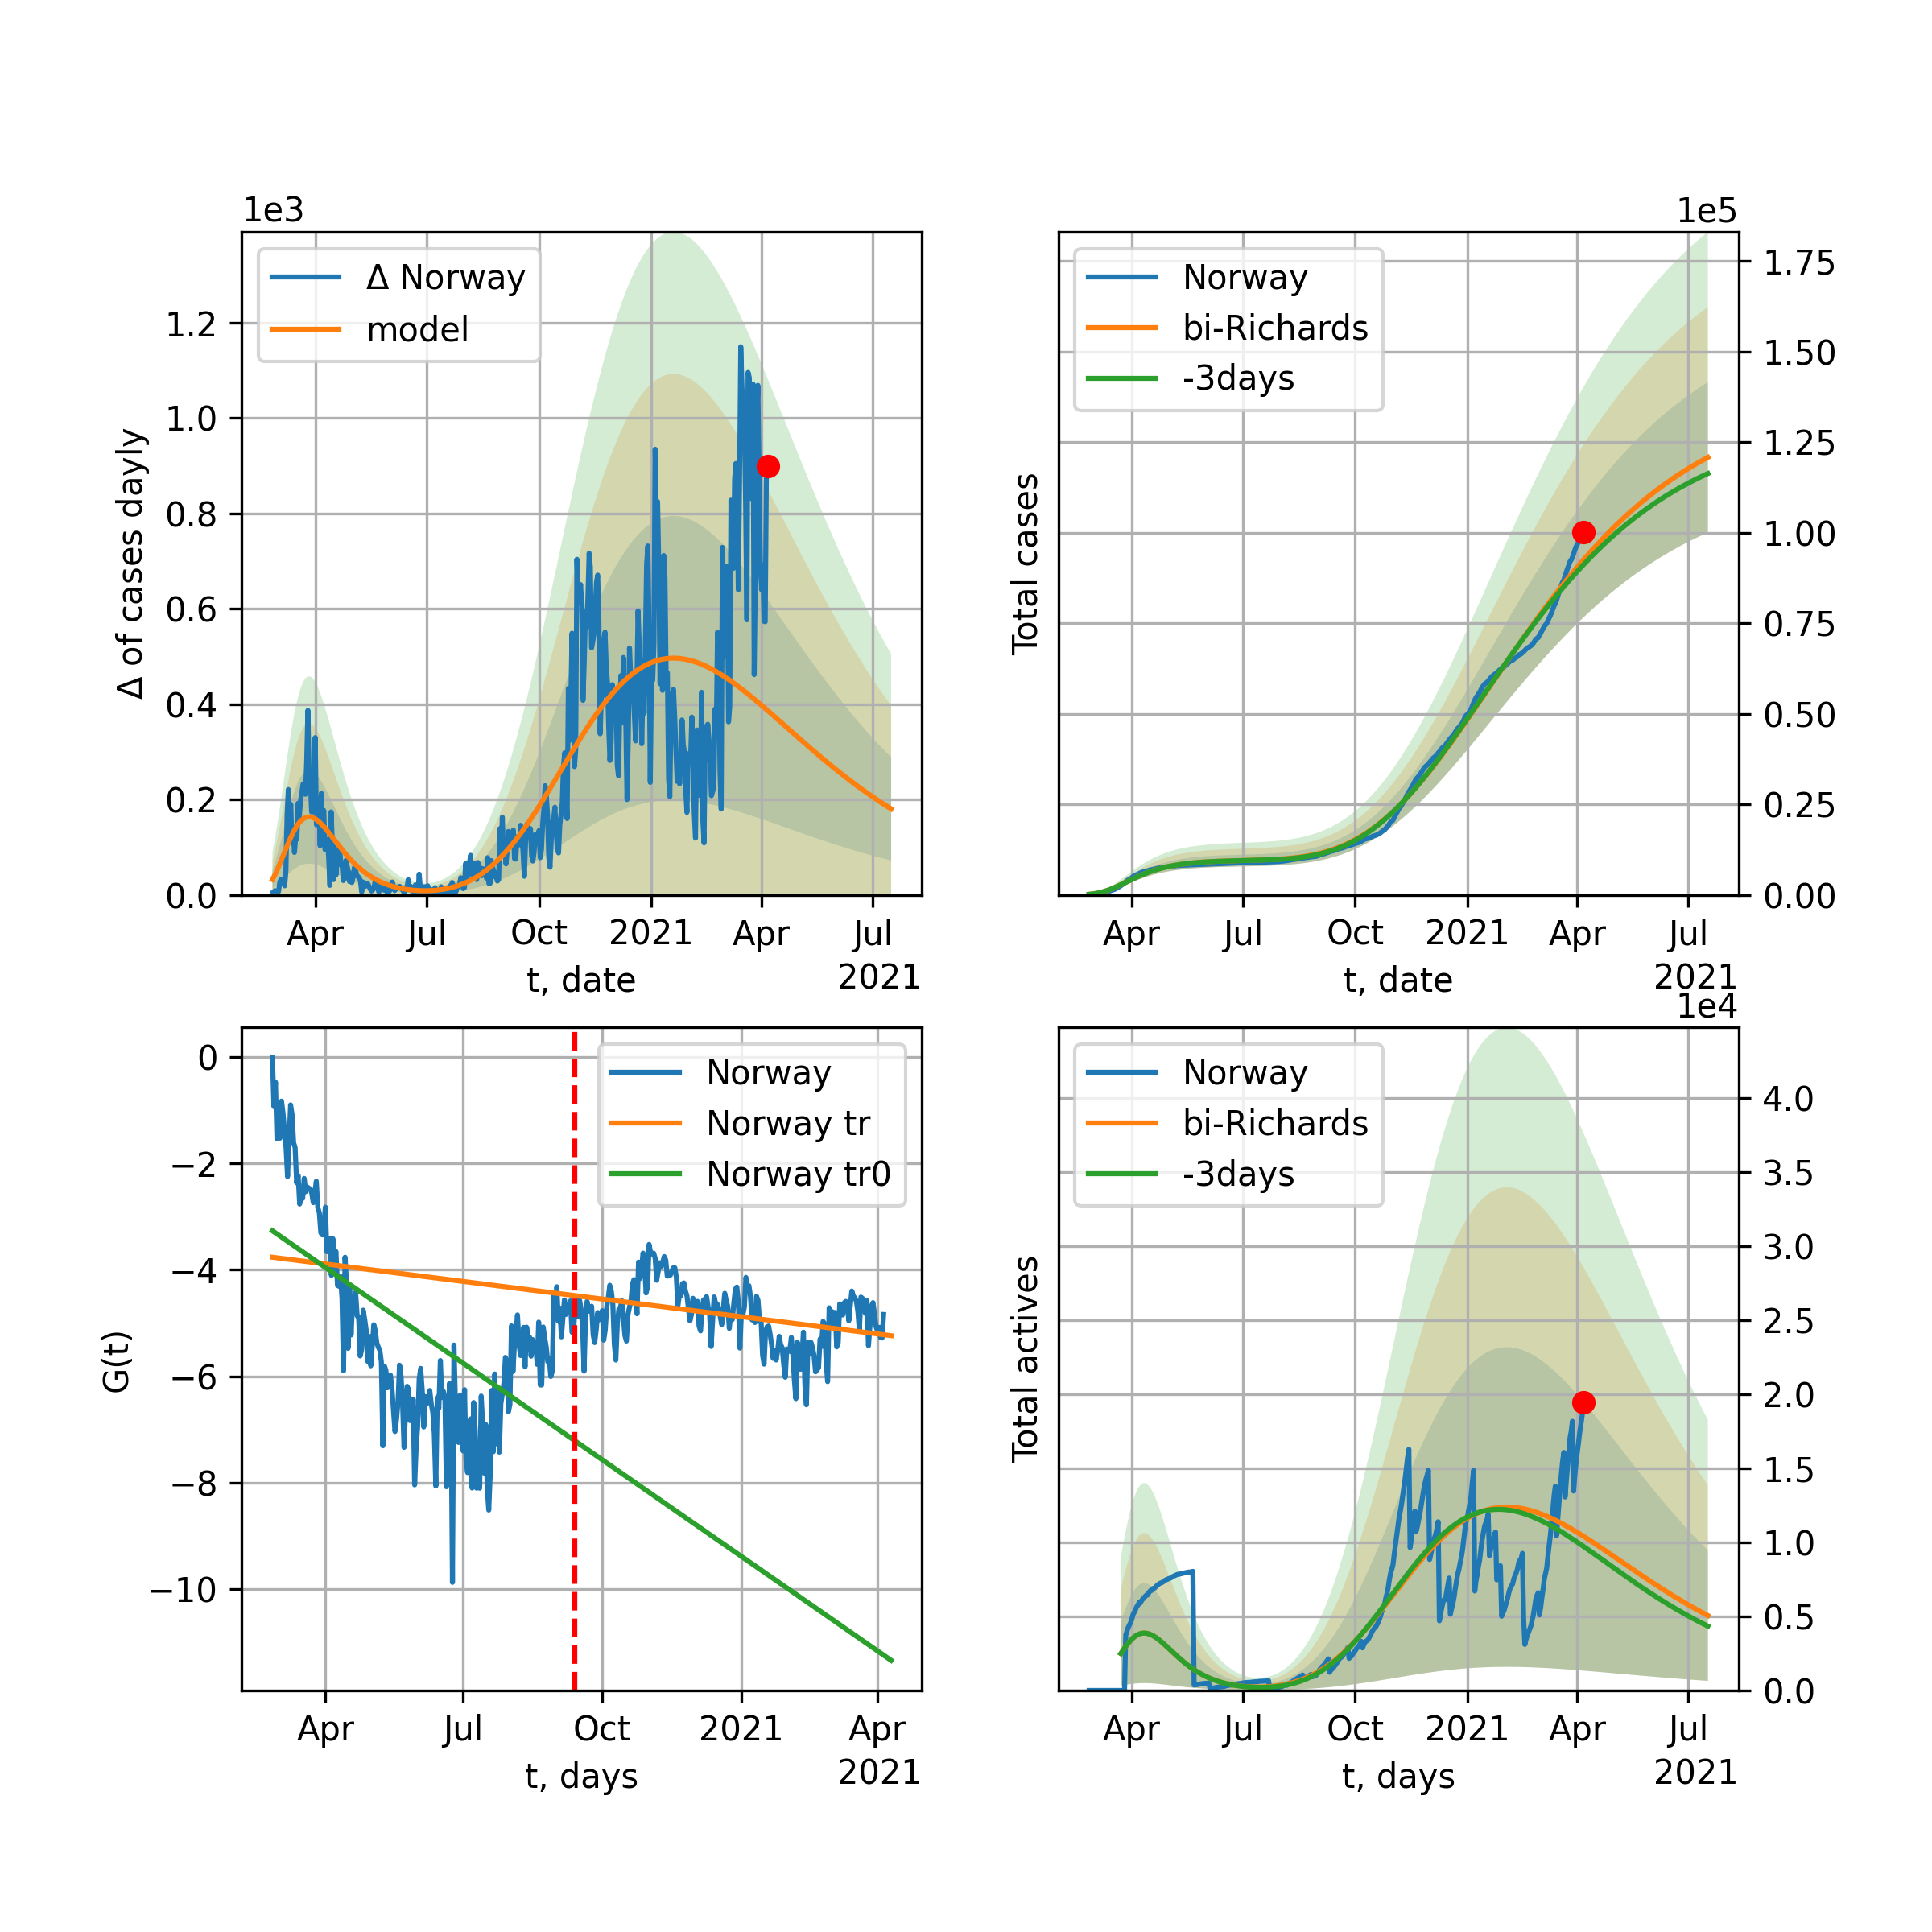 1e3
Δ Norway
model
1.2
1.0
0.8
0.6
0.4
0.2
0.0
Δ of cases dayly
Apr Jul Oct 2021 Apr Jul
2021
t, date
1e5
Norway
bi-Richards
-3days
1.75
1.50
1.25
1.00
0.75
0.50
0.25
0.00
Total cases
Apr Jul Oct 2021 Apr Jul
2021
t, date
Norway
Norway tr
Norway tr0
0
−2
−4
−6
−8
−10
G(t)
Apr Jul Oct 2021 Apr
2021
t, days
1e4
Norway
bi-Richards
-3days
4.0
3.5
3.0
2.5
2.0
1.5
1.0
0.5
0.0
Total actives
Apr Jul Oct 2021 Apr Jul
2021
t, days